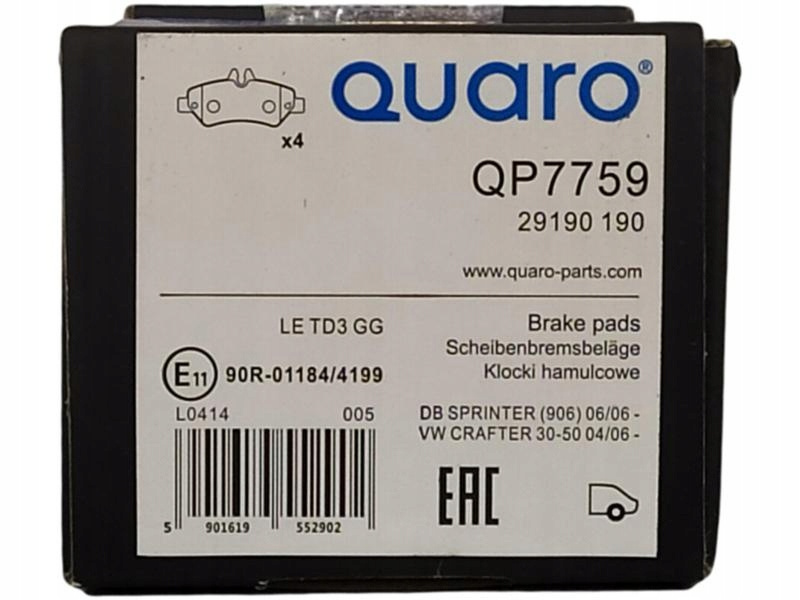 QUARO®
x4
QP7759
29190 190
www.quaro-parts.com
LE TD3 GG
Brake pads
Scheibenbremsbeläge
Klocki hamulcowe
E11 90R-01184/4199
L0414 005
DB SPRINTER (906) 06/06 -
VW CRAFTER 30-50 04/06 -
EAC
5 901619 552902